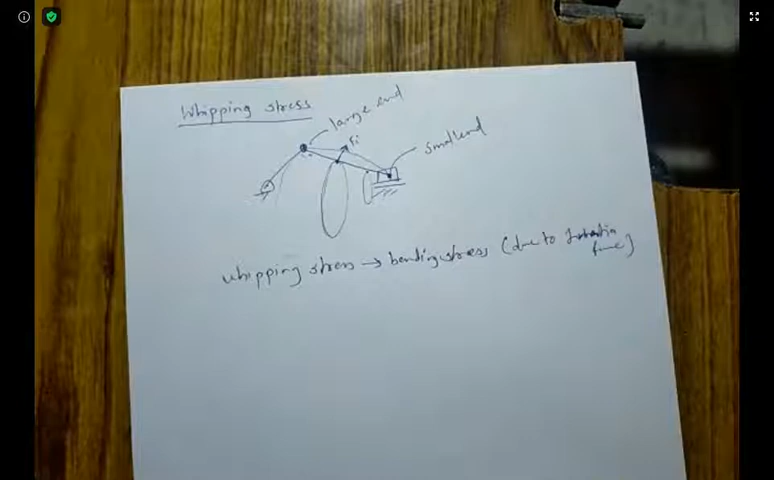 Whipping stress
large end
Fi
small end
whipping stress → bending stress (due to Inertia
force)